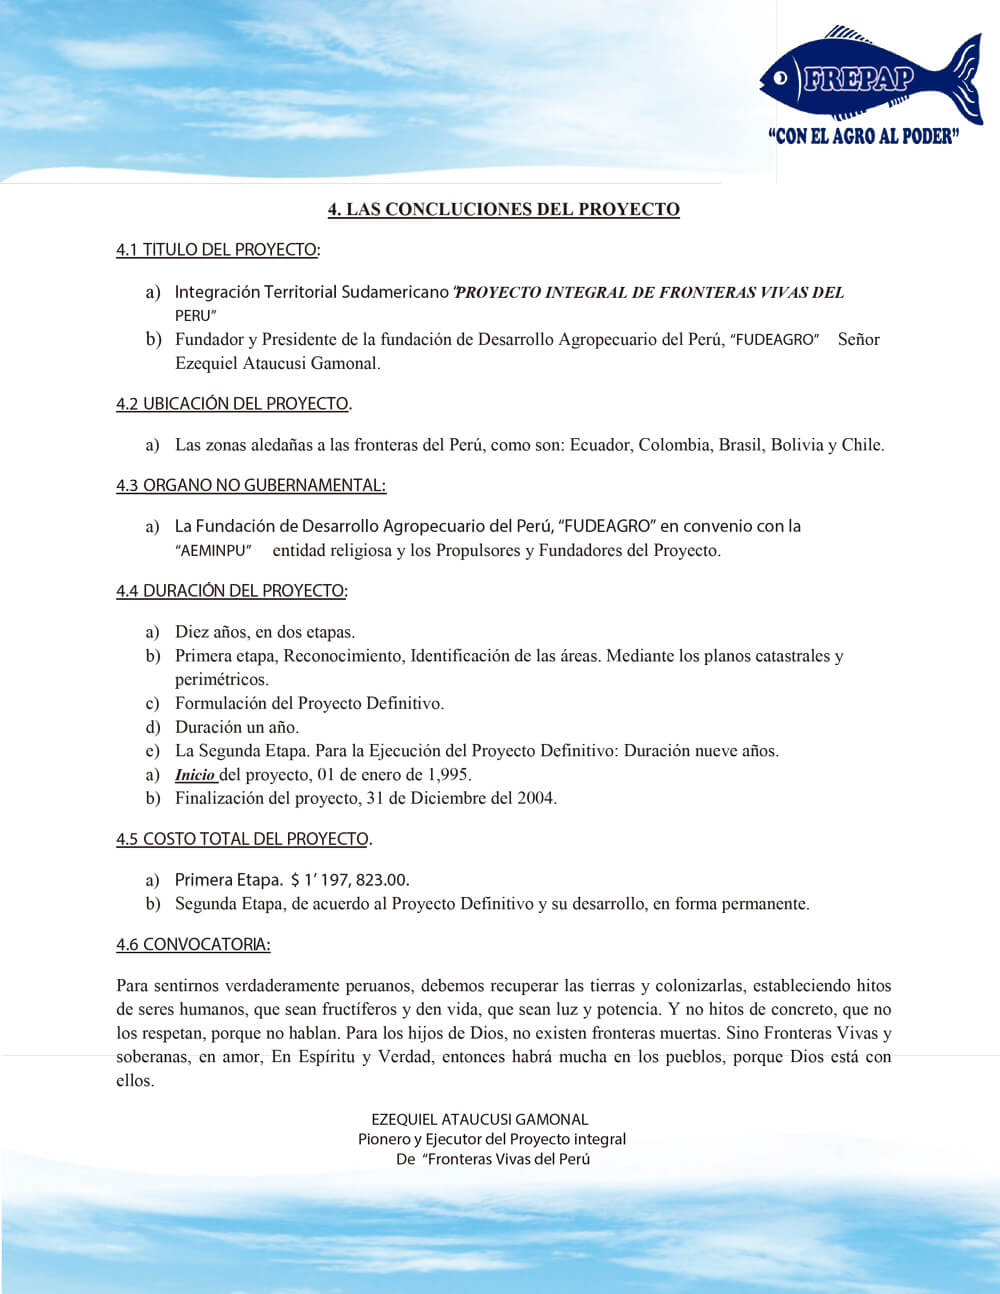 FREPAP
“CON EL AGRO AL PODER”
4. LAS CONCLUCIONES DEL PROYECTO
4.1 TITULO DEL PROYECTO:
a) Integración Territorial Sudamericano “PROYECTO INTEGRAL DE FRONTERAS VIVAS DEL
PERU”
b) Fundador y Presidente de la fundación de Desarrollo Agropecuario del Perú, “FUDEAGRO” Señor
Ezequiel Ataucusi Gamonal.
4.2 UBICACIÓN DEL PROYECTO.
a) Las zonas aledañas a las fronteras del Perú, como son: Ecuador, Colombia, Brasil, Bolivia y Chile.
4.3 ORGANO NO GUBERNAMENTAL:
a) La Fundación de Desarrollo Agropecuario del Perú, “FUDEAGRO” en convenio con la
“AEMINPU” entidad religiosa y los Propulsores y Fundadores del Proyecto.
4.4 DURACIÓN DEL PROYECTO:
a) Diez años, en dos etapas.
b) Primera etapa, Reconocimiento, Identificación de las áreas. Mediante los planos catastrales y
perimétricos.
c) Formulación del Proyecto Definitivo.
d) Duración un año.
e) La Segunda Etapa. Para la Ejecución del Proyecto Definitivo: Duración nueve años.
a) Inicio del proyecto, 01 de enero de 1,995.
b) Finalización del proyecto, 31 de Diciembre del 2004.
4.5 COSTO TOTAL DEL PROYECTO.
a) Primera Etapa. $ 1’ 197, 823.00.
b) Segunda Etapa, de acuerdo al Proyecto Definitivo y su desarrollo, en forma permanente.
4.6 CONVOCATORIA:
Para sentirnos verdaderamente peruanos, debemos recuperar las tierras y colonizarlas, estableciendo hitos
de seres humanos, que sean fructíferos y den vida, que sean luz y potencia. Y no hitos de concreto, que no
los respetan, porque no hablan. Para los hijos de Dios, no existen fronteras muertas. Sino Fronteras Vivas y
soberanas, en amor, En Espíritu y Verdad, entonces habrá mucha en los pueblos, porque Dios está con
ellos.
EZEQUIEL ATAUCUSI GAMONAL
Pionero y Ejecutor del Proyecto integral
De “Fronteras Vivas del Perú